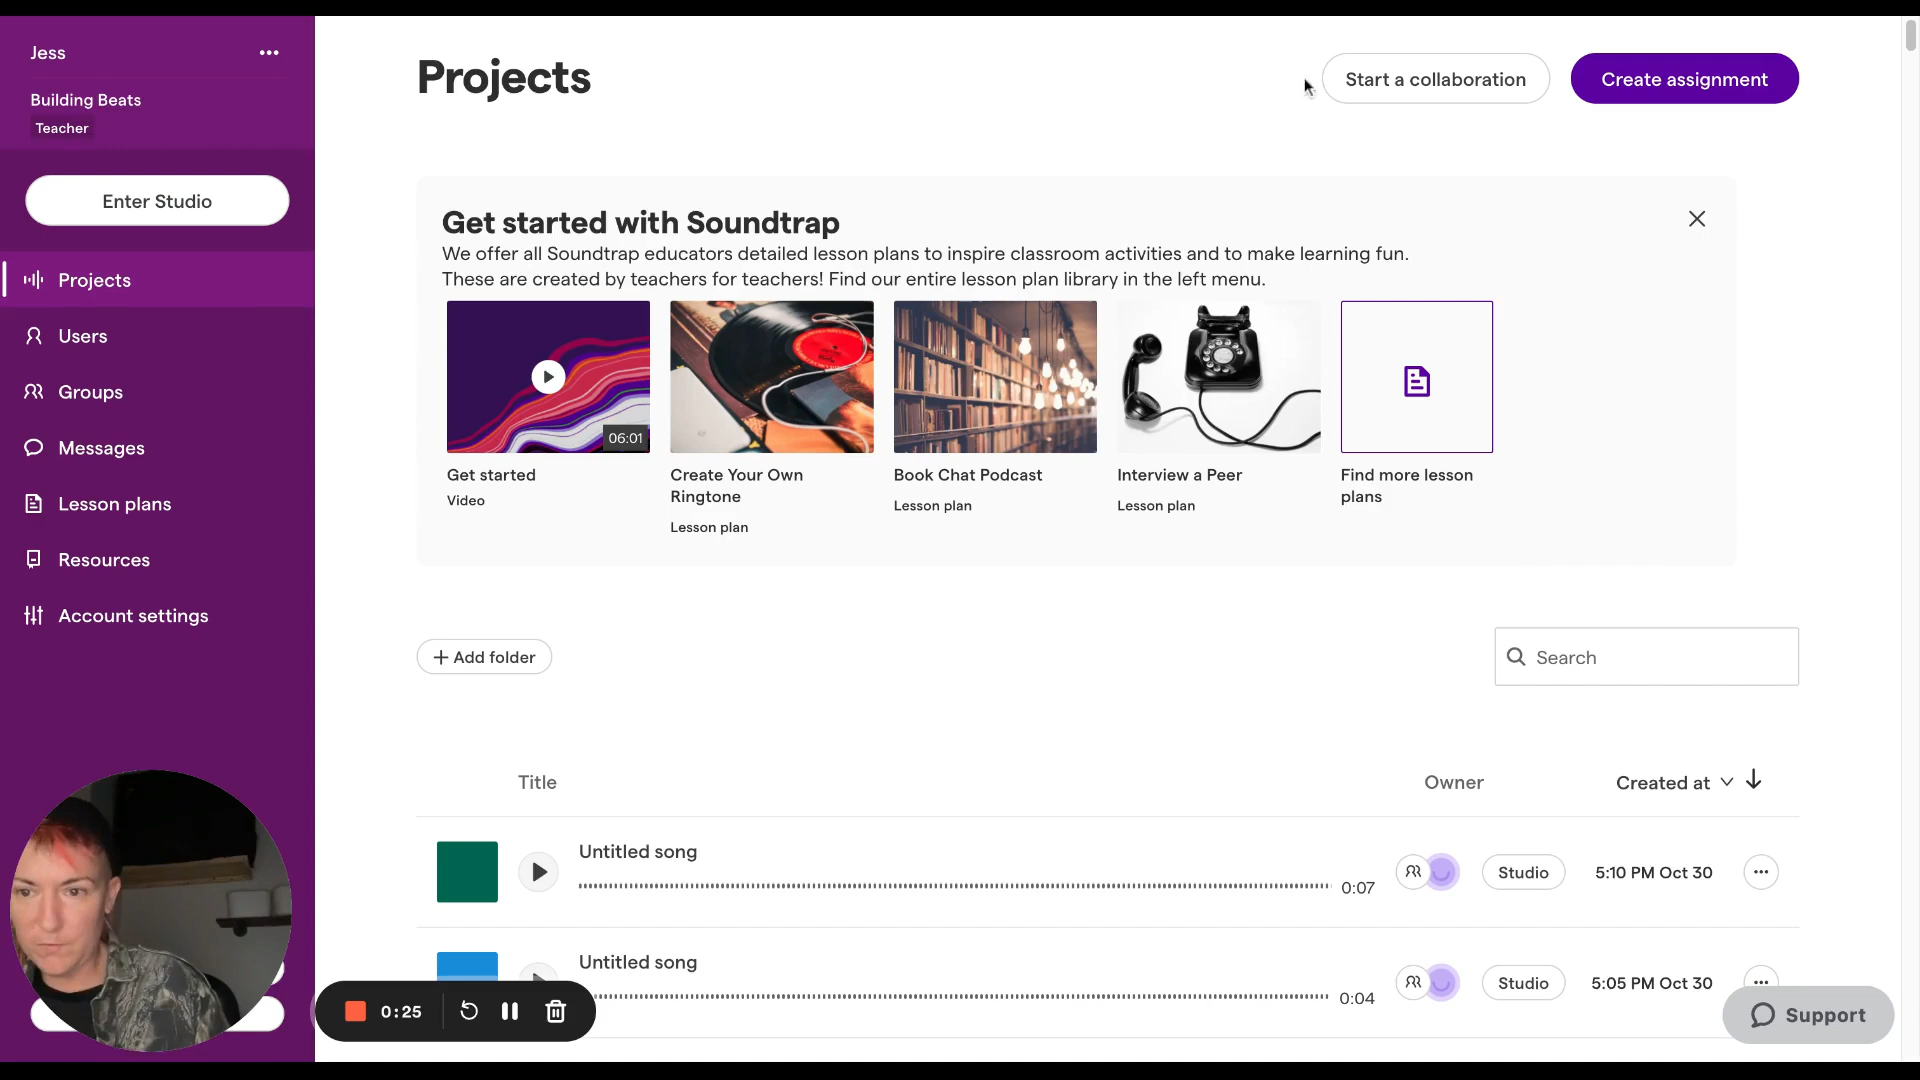 Jess
Building Beats
Teacher
Enter Studio
Projects
Users
Groups
Messages
Lesson plans
Resources
Account settings
Projects
Start a collaboration
Create assignment
Get started with Soundtrap
We offer all Soundtrap educators detailed lesson plans to inspire classroom activities and to make learning fun.
These are created by teachers for teachers! Find our entire lesson plan library in the left menu.
06:01
Get started
Video
Create Your Own
Ringtone
Lesson plan
Book Chat Podcast
Lesson plan
Interview a Peer
Lesson plan
Find more lesson
plans
+ Add folder
Search
Title
Owner
Created at
Untitled song
0:07
Studio
5:10 PM Oct 30
Untitled song
0:04
Studio
5:05 PM Oct 30
0:25
Support